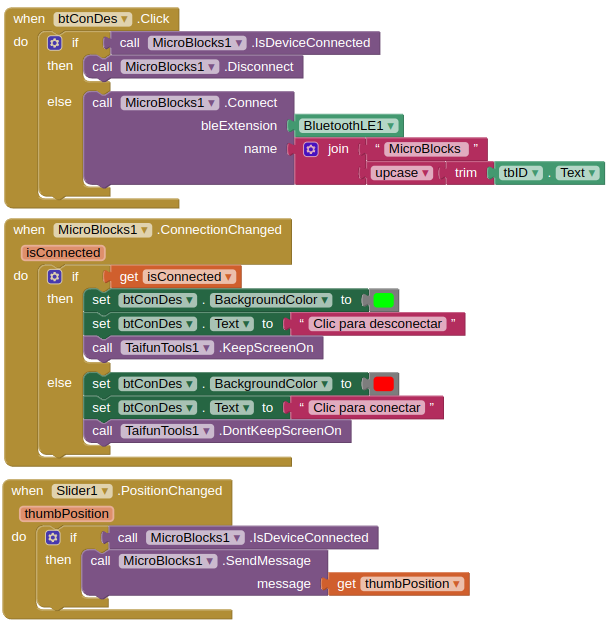 when btConDes .Click
do if call MicroBlocks1 .IsDeviceConnected
then call MicroBlocks1 .Disconnect
else call MicroBlocks1 .Connect
bleExtension BluetoothLE1
name join “ MicroBlocks ”
upcase trim tbID . Text
when MicroBlocks1 .ConnectionChanged
isConnected
do if get isConnected
then set btConDes . BackgroundColor to
set btConDes . Text to “ Clic para desconectar ”
call TaifunTools1 .KeepScreenOn
else set btConDes . BackgroundColor to
set btConDes . Text to “ Clic para conectar ”
call TaifunTools1 .DontKeepScreenOn
when Slider1 .PositionChanged
thumbPosition
do if call MicroBlocks1 .IsDeviceConnected
then call MicroBlocks1 .SendMessage
message get thumbPosition